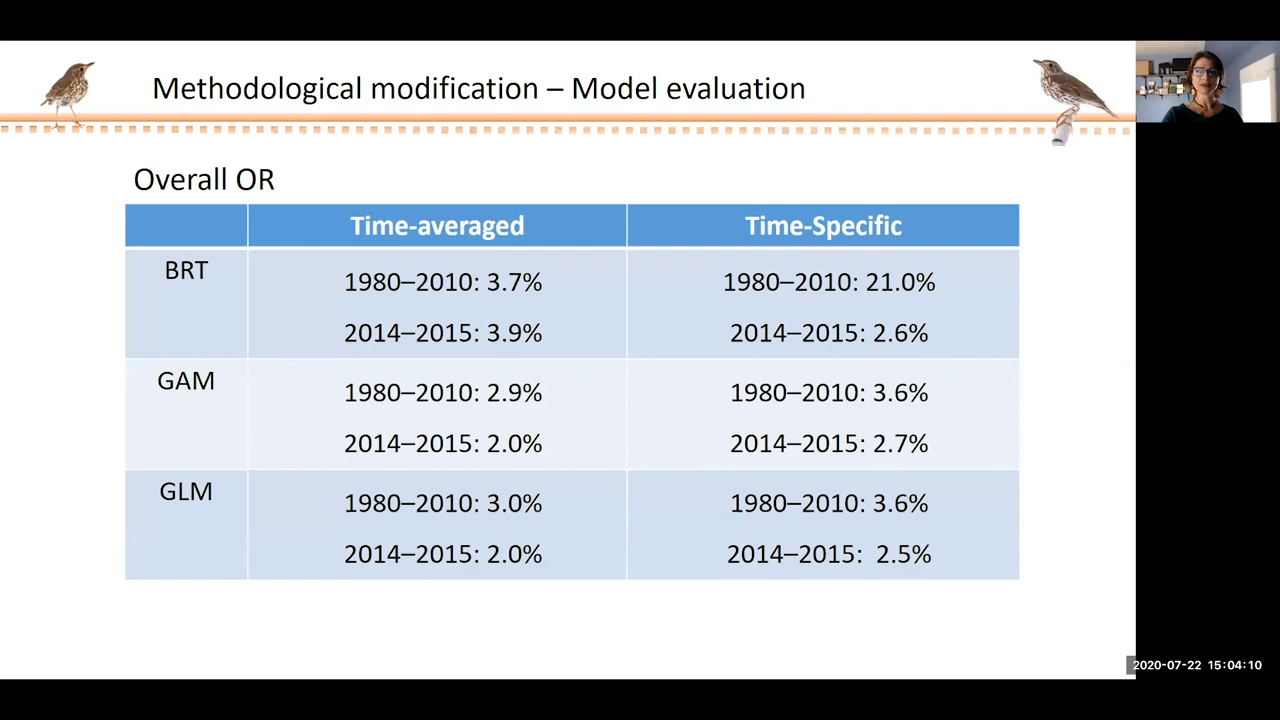 Methodological modification – Model evaluation
Overall OR
Time-averaged Time-Specific
BRT
1980–2010: 3.7% 1980–2010: 21.0%
2014–2015: 3.9% 2014–2015: 2.6%
GAM
1980–2010: 2.9% 1980–2010: 3.6%
2014–2015: 2.0% 2014–2015: 2.7%
GLM
1980–2010: 3.0% 1980–2010: 3.6%
2014–2015: 2.0% 2014–2015:  2.5%
2020-07-22 15:04:10